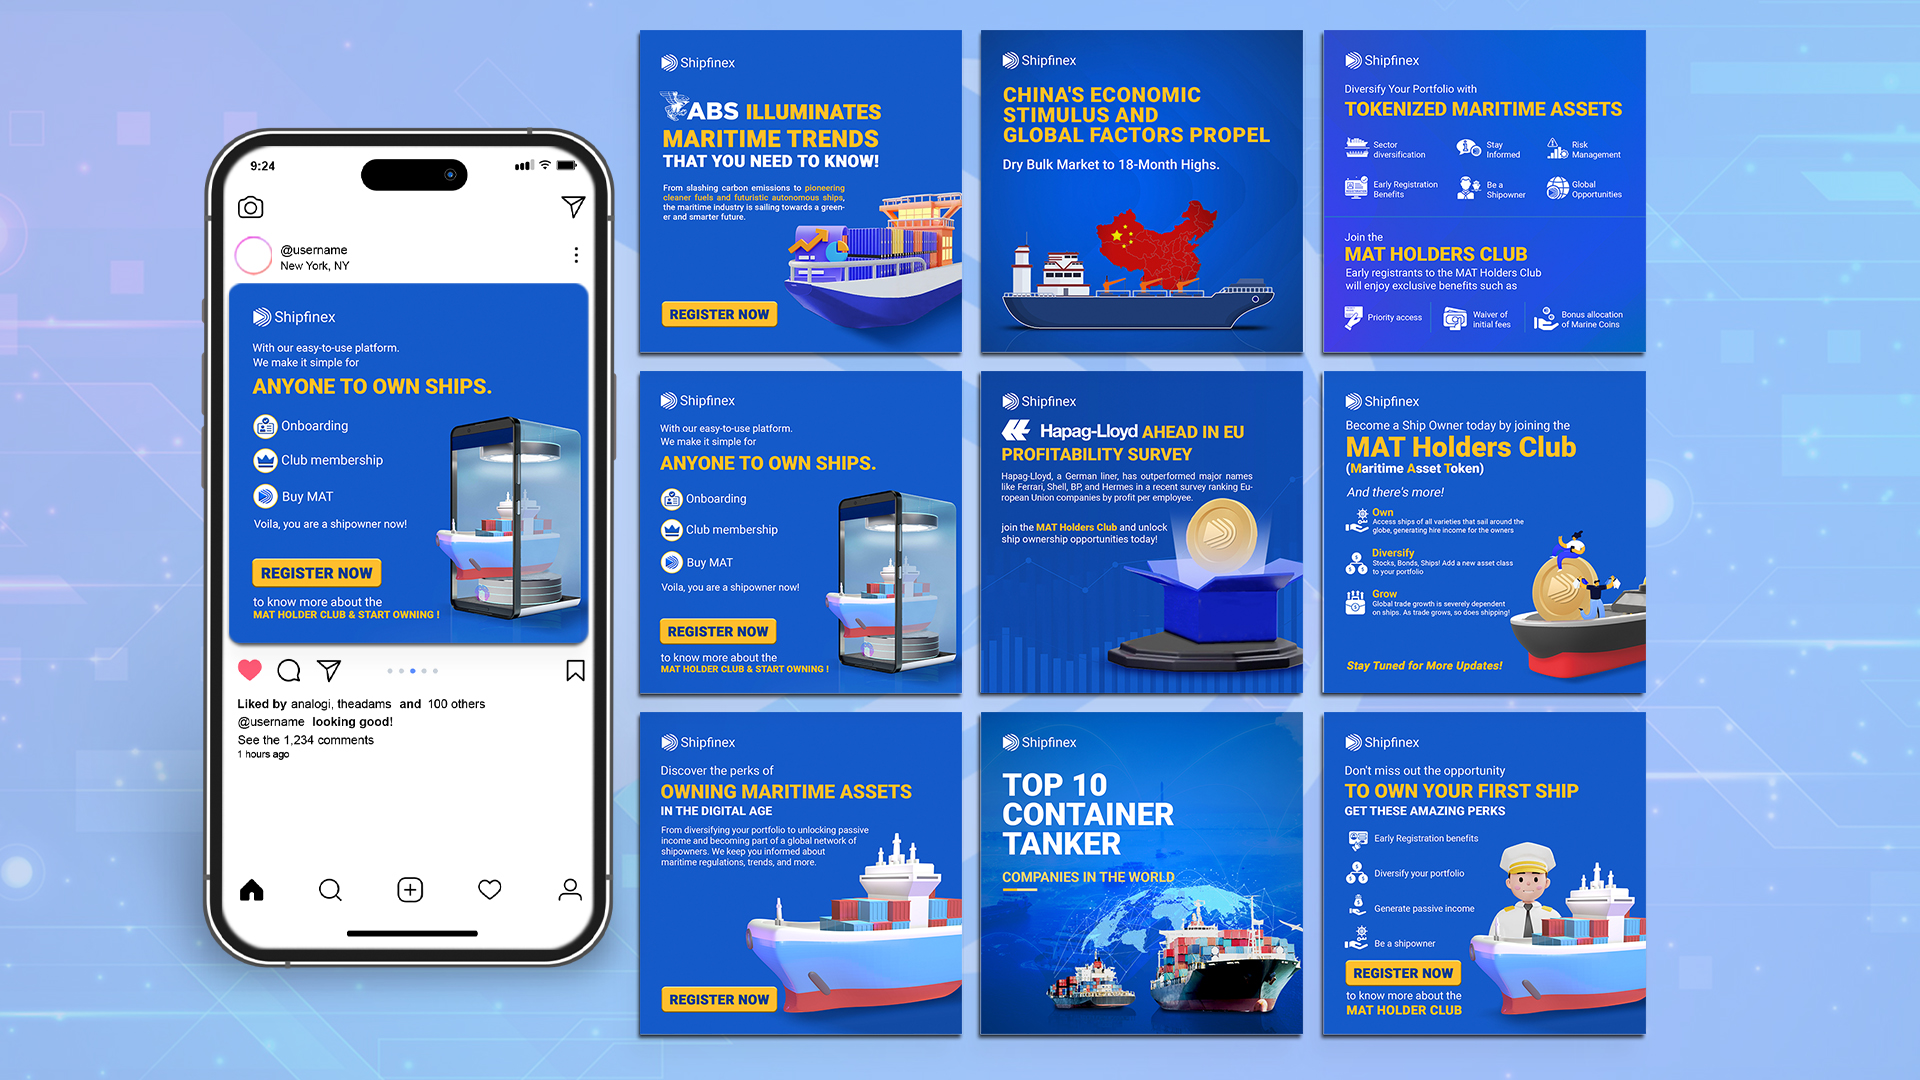 9:24
@username
New York, NY
Shipfinex
With our easy-to-use platform.
We make it simple for
ANYONE TO OWN SHIPS.
Onboarding
Club membership
Buy MAT
Voila, you are a shipowner now!
REGISTER NOW
to know more about the
MAT HOLDER CLUB & START OWNING !
Liked by analogi, theadams and 100 others
@username looking good!
See the 1,234 comments
1 hours ago
Shipfinex
ABS ILLUMINATES
MARITIME TRENDS
THAT YOU NEED TO KNOW!
From slashing carbon emissions to pioneering
cleaner fuels and futuristic autonomous ships,
the maritime industry is sailing towards a green-
er and smarter future.
REGISTER NOW
Shipfinex
CHINA'S ECONOMIC
STIMULUS AND
GLOBAL FACTORS PROPEL
Dry Bulk Market to 18-Month Highs.
Shipfinex
Diversify Your Portfolio with
TOKENIZED MARITIME ASSETS
Sector
diversification
Stay
Informed
Risk
Management
Early Registration
Benefits
Be a
Shipowner
Global
Opportunities
Join the
MAT HOLDERS CLUB
Early registrants to the MAT Holders Club
will enjoy exclusive benefits such as
Priority access
Waiver of
initial fees
Bonus allocation
of Marine Coins
Shipfinex
With our easy-to-use platform.
We make it simple for
ANYONE TO OWN SHIPS.
Onboarding
Club membership
Buy MAT
Voila, you are a shipowner now!
REGISTER NOW
to know more about the
MAT HOLDER CLUB & START OWNING !
Shipfinex
Hapag-Lloyd AHEAD IN EU
PROFITABILITY SURVEY
Hapag-Lloyd, a German liner, has outperformed major names
like Ferrari, Shell, BP, and Hermes in a recent survey ranking Eu-
ropean Union companies by profit per employee.
join the MAT Holders Club and unlock
ship ownership opportunities today!
Shipfinex
Become a Ship Owner today by joining the
MAT Holders Club
(Maritime Asset Token)
And there's more!
Own
Access ships of all varieties that sail around the
globe, generating hire income for the owners
Diversify
Stocks, Bonds, Ships! Add a new asset class
to your portfolio
Grow
Global trade growth is severely dependent
on ships. As trade grows, so does shipping!
Stay Tuned for More Updates!
Shipfinex
Discover the perks of
OWNING MARITIME ASSETS
IN THE DIGITAL AGE
From diversifying your portfolio to unlocking passive
income and becoming part of a global network of
shipowners. We keep you informed about
maritime regulations, trends, and more.
REGISTER NOW
Shipfinex
TOP 10
CONTAINER
TANKER
COMPANIES IN THE WORLD
Shipfinex
Don't miss out the opportunity
TO OWN YOUR FIRST SHIP
GET THESE AMAZING PERKS
Early Registration benefits
Diversify your portfolio
Generate passive income
Be a shipowner
REGISTER NOW
to know more about the
MAT HOLDER CLUB